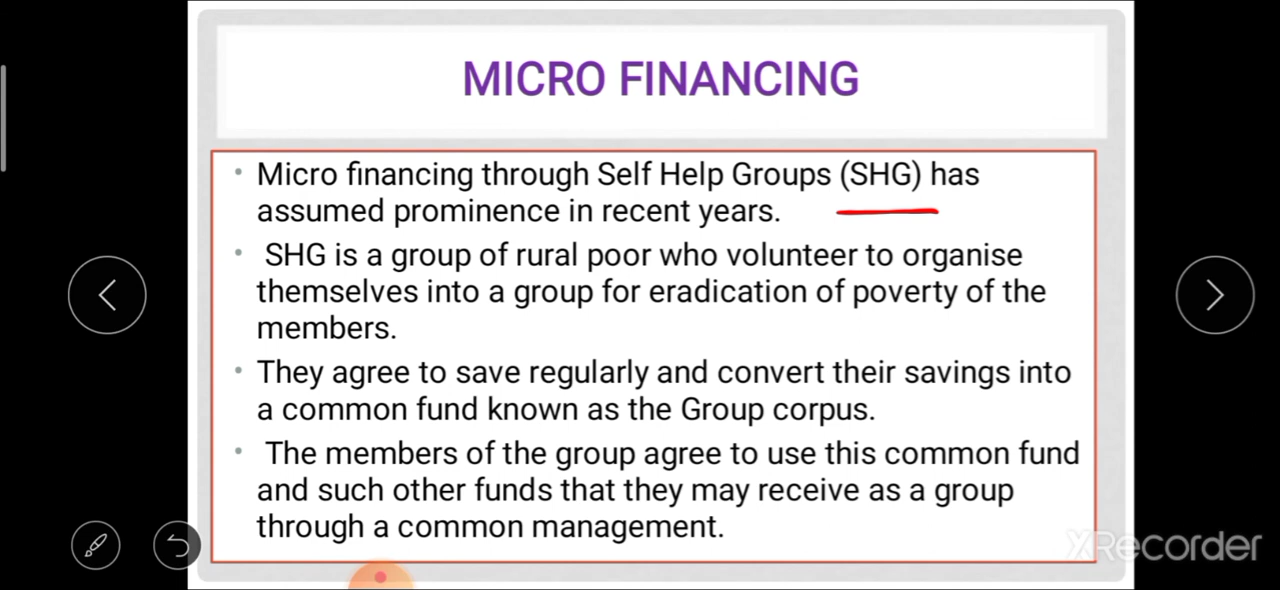 MICRO FINANCING
• Micro financing through Self Help Groups (SHG) has
assumed prominence in recent years.
• SHG is a group of rural poor who volunteer to organise
themselves into a group for eradication of poverty of the
members.
• They agree to save regularly and convert their savings into
a common fund known as the Group corpus.
• The members of the group agree to use this common fund
and such other funds that they may receive as a group
through a common management.
XRecorder